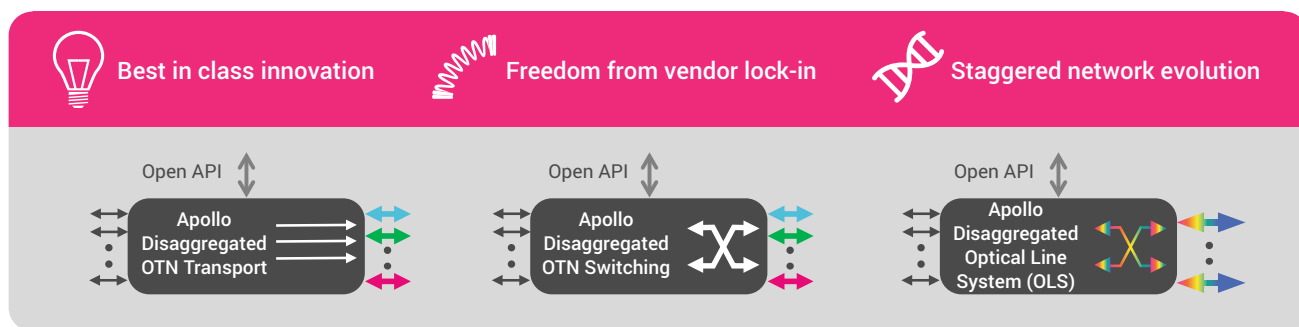 Best in class innovation
Freedom from vendor lock-in
Staggered network evolution
Open API
Apollo
Disaggregated
OTN Transport
Open API
Apollo
Disaggregated
OTN Switching
Open API
Apollo
Disaggregated
Optical Line
System (OLS)